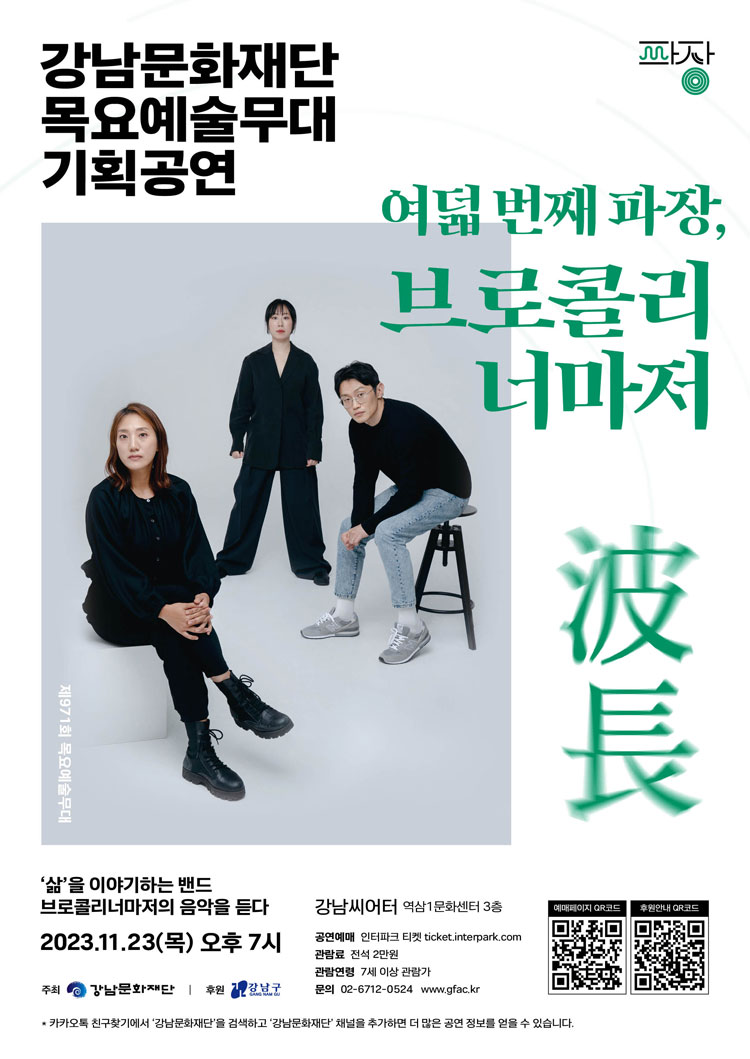 강남문화재단
목요예술무대
기획공연
파장
여덟 번째 파장,
브로콜리
너마저
波長
제971회 목요예술무대
‘삶’을 이야기하는 밴드
브로콜리너마저의 음악을 듣다
2023.11.23(목) 오후 7시
주최 강남문화재단 | 후원 강남구
GANG NAM GU
강남씨어터 역삼1문화센터 3층
공연예매 인터파크 티켓 ticket.interpark.com
관람료 전석 2만원
관람연령 7세 이상 관람가
문의 02-6712-0524 www.gfac.kr
예매페이지 QR코드
후원안내 QR코드
* 카카오톡 친구찾기에서 ‘강남문화재단’을 검색하고 ‘강남문화재단’ 채널을 추가하면 더 많은 공연 정보를 얻을 수 있습니다.